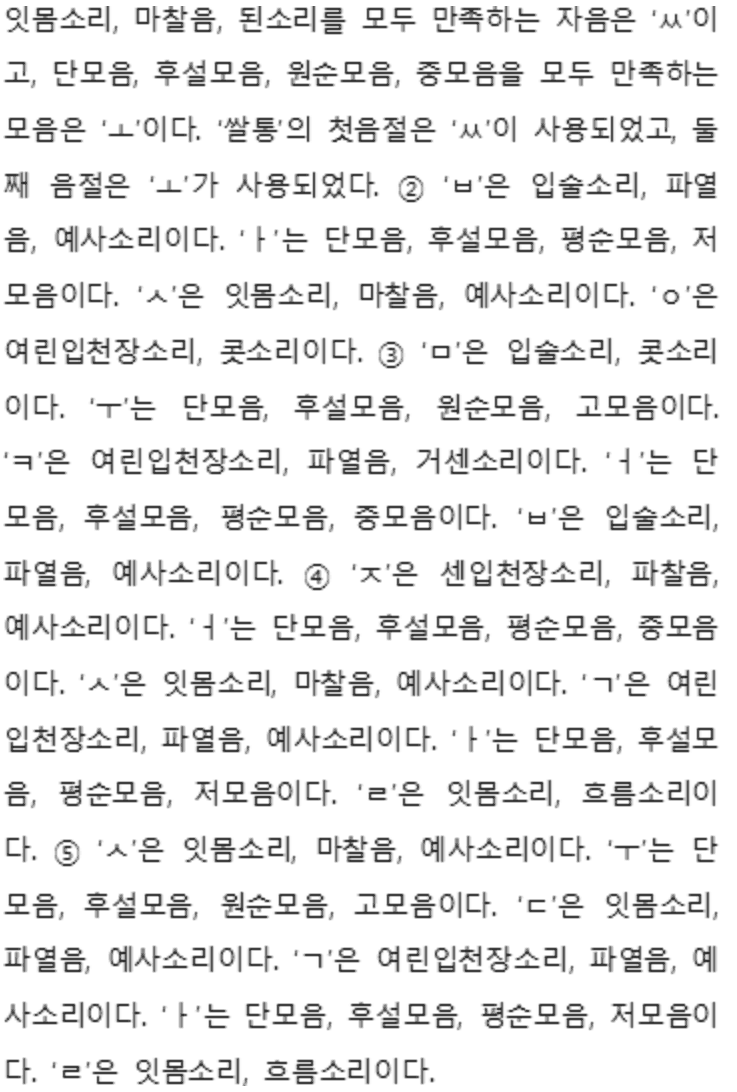 잇몸소리, 마찰음, 된소리를 모두 만족하는 자음은 ‘ㅆ’이
고, 단모음, 후설모음, 원순모음, 중모음을 모두 만족하는
모음은 ‘ㅗ’이다. ‘쌀통’의 첫음절은 ‘ㅆ’이 사용되었고, 둘
째 음절은 ‘ㅗ’가 사용되었다. ② ‘ㅂ’은 입술소리, 파열
음, 예사소리이다. ‘ㅏ’는 단모음, 후설모음, 평순모음, 저
모음이다. ‘ㅅ’은 잇몸소리, 마찰음, 예사소리이다. ‘ㅇ’은
여린입천장소리, 콧소리이다. ③ ‘ㅁ’은 입술소리, 콧소리
이다. ‘ㅜ’는 단모음, 후설모음, 원순모음, 고모음이다.
‘ㅋ’은 여린입천장소리, 파열음, 거센소리이다. ‘ㅓ’는 단
모음, 후설모음, 평순모음, 중모음이다. ‘ㅂ’은 입술소리,
파열음, 예사소리이다. ④ ‘ㅈ’은 센입천장소리, 파찰음,
예사소리이다. ‘ㅓ’는 단모음, 후설모음, 평순모음, 중모음
이다. ‘ㅅ’은 잇몸소리, 마찰음, 예사소리이다. ‘ㄱ’은 여린
입천장소리, 파열음, 예사소리이다. ‘ㅏ’는 단모음, 후설모
음, 평순모음, 저모음이다. ‘ㄹ’은 잇몸소리, 흐름소리이
다. ⑤ ‘ㅅ’은 잇몸소리, 마찰음, 예사소리이다. ‘ㅜ’는 단
모음, 후설모음, 원순모음, 고모음이다. ‘ㄷ’은 잇몸소리,
파열음, 예사소리이다. ‘ㄱ’은 여린입천장소리, 파열음, 예
사소리이다. ‘ㅏ’는 단모음, 후설모음, 평순모음, 저모음이
다. ‘ㄹ’은 잇몸소리, 흐름소리이다.